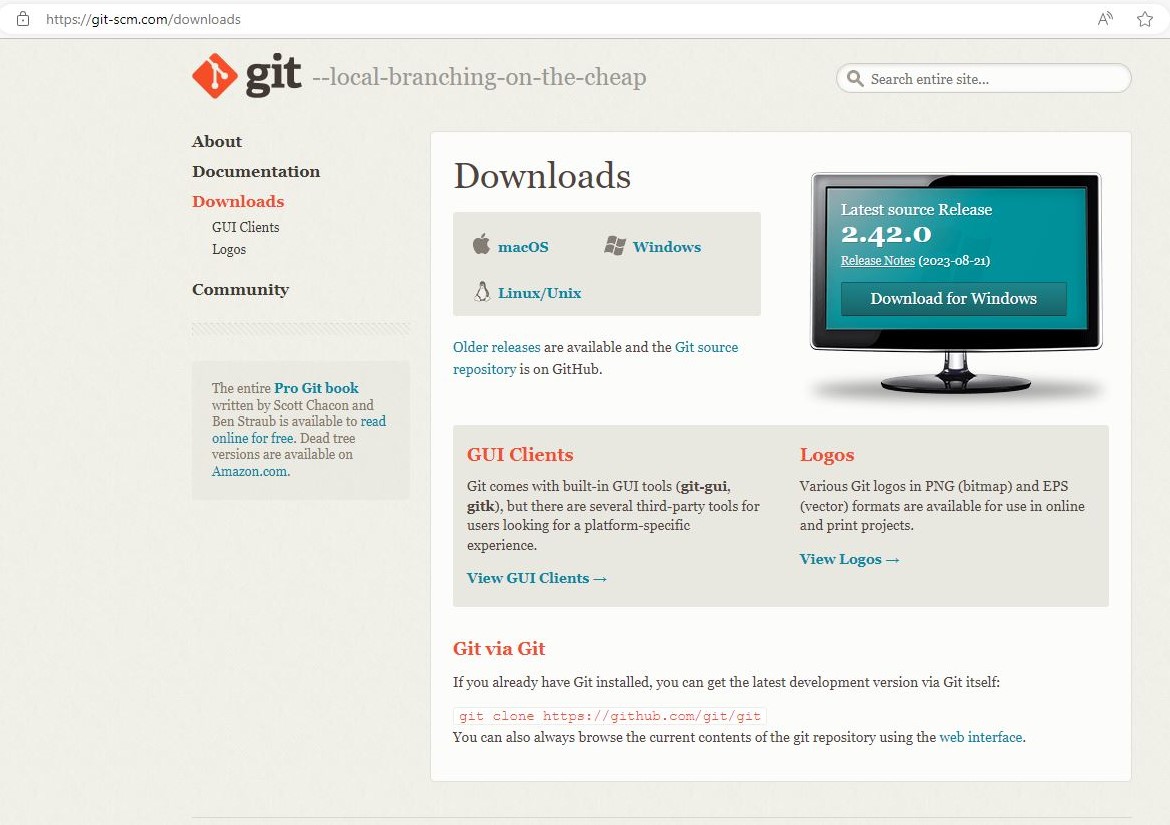 https://git-scm.com/downloads
git --local-branching-on-the-cheap
Search entire site...
About
Documentation
Downloads
GUI Clients
Logos
Community
The entire Pro Git book
written by Scott Chacon and
Ben Straub is available to read
online for free. Dead tree
versions are available on
Amazon.com.
Downloads
macOS
Windows
Linux/Unix
Older releases are available and the Git source
repository is on GitHub.
Latest source Release
2.42.0
Release Notes (2023-08-21)
Download for Windows
GUI Clients
Git comes with built-in GUI tools (git-gui,
gitk), but there are several third-party tools for
users looking for a platform-specific
experience.
View GUI Clients →
Logos
Various Git logos in PNG (bitmap) and EPS
(vector) formats are available for use in online
and print projects.
View Logos →
Git via Git
If you already have Git installed, you can get the latest development version via Git itself:
git clone https://github.com/git/git
You can also always browse the current contents of the git repository using the web interface.